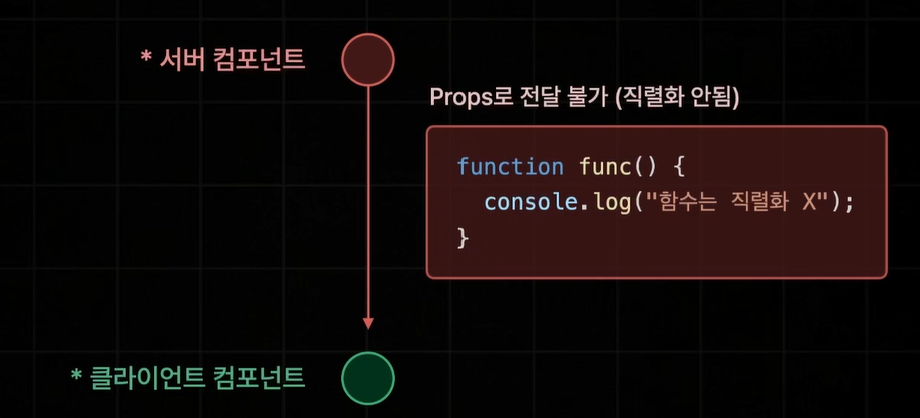 * 서버 컴포넌트
Props로 전달 불가 (직렬화 안됨)
function func() {
  console.log("함수는 직렬화 X");
}
* 클라이언트 컴포넌트